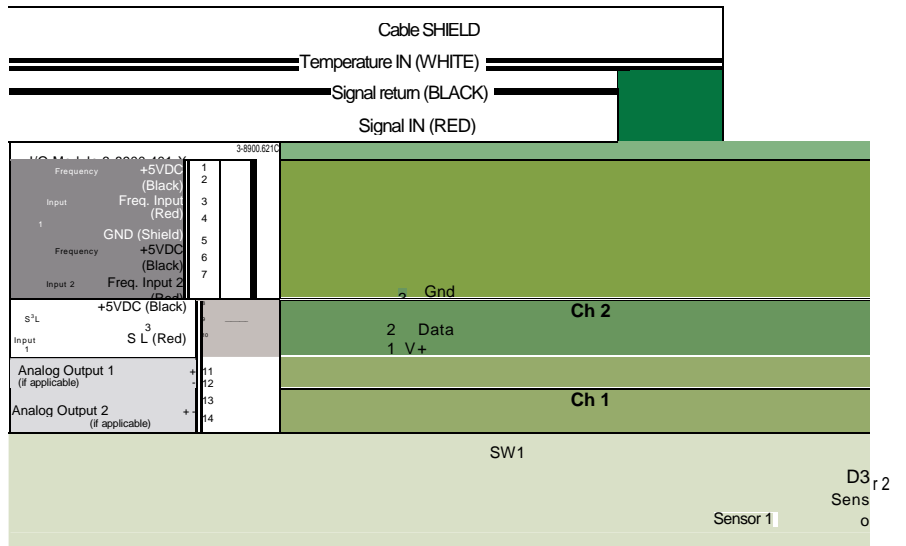 Cable SHIELD
Temperature IN (WHITE)
Signal return (BLACK)
Signal IN (RED)
3-8900.621C
Frequency +5VDC 1
(Black) 2
Input Freq. Input 3
(Red) 4
1
GND (Shield) 5
Frequency +5VDC 6
(Black)
Input 2 Freq. Input 2 7
(Red)
Gnd
+5VDC (Black)
S³L
3
S L (Red)
Input
1
Ch 2
2 Data
1 V+
Analog Output 1 + 11
(if applicable) - 12
13
Analog Output 2 + -
(if applicable) 14
Ch 1
SW1
D3
r 2
Sens
Sensor 1 o